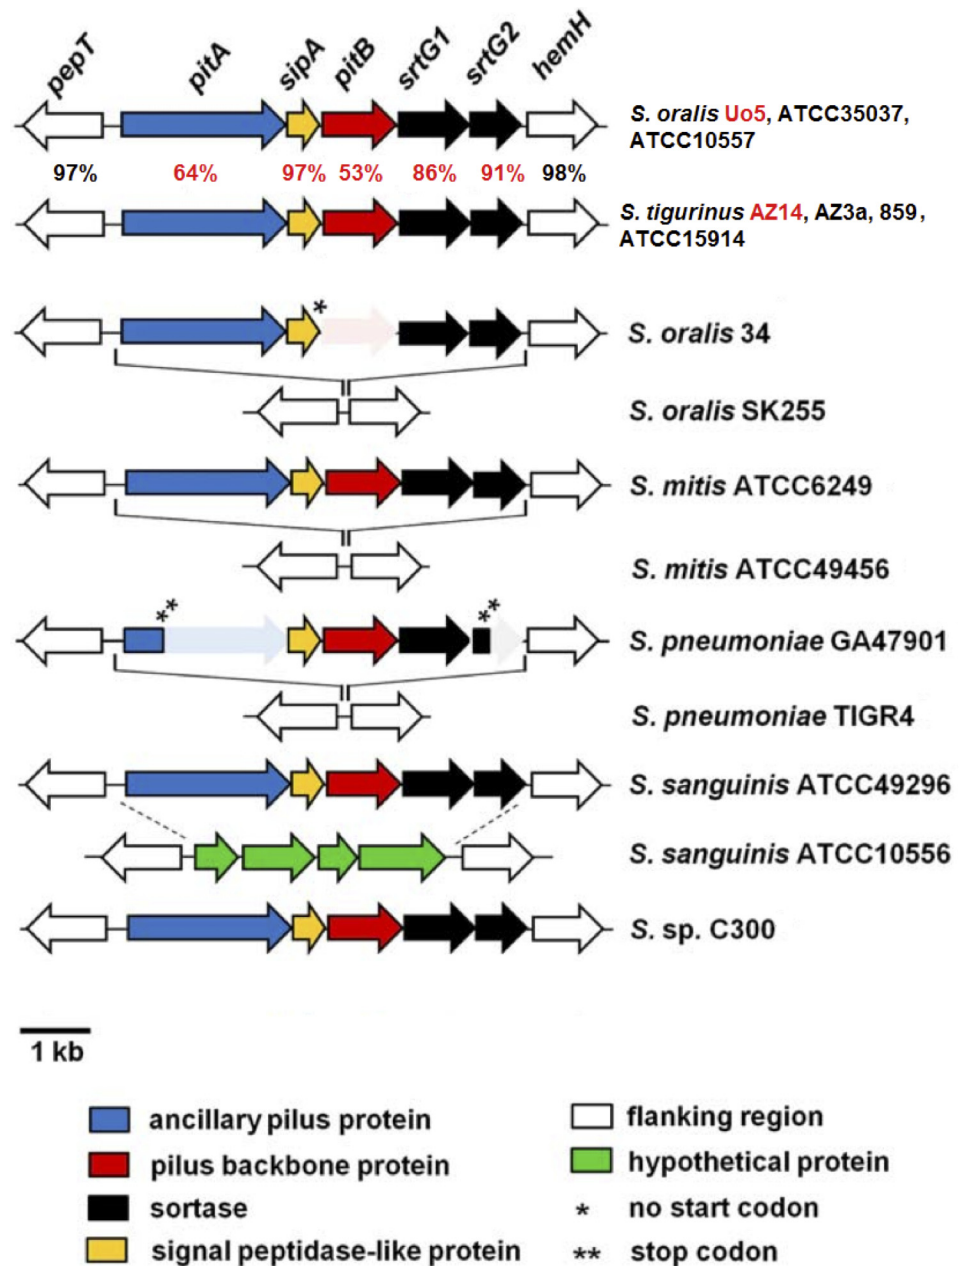 pepT pitA sipA pitB srtG1 srtG2 hemH
S. oralis Uo5, ATCC35037,
ATCC10557
97% 64% 97% 53% 86% 91% 98%
S. tigurinus AZ14, AZ3a, 859,
ATCC15914
*
S. oralis 34
S. oralis SK255
S. mitis ATCC6249
S. mitis ATCC49456
** **
S. pneumoniae GA47901
S. pneumoniae TIGR4
S. sanguinis ATCC49296
S. sanguinis ATCC10556
S. sp. C300
1 kb
ancillary pilus protein
pilus backbone protein
sortase
signal peptidase-like protein
flanking region
hypothetical protein
* no start codon
** stop codon